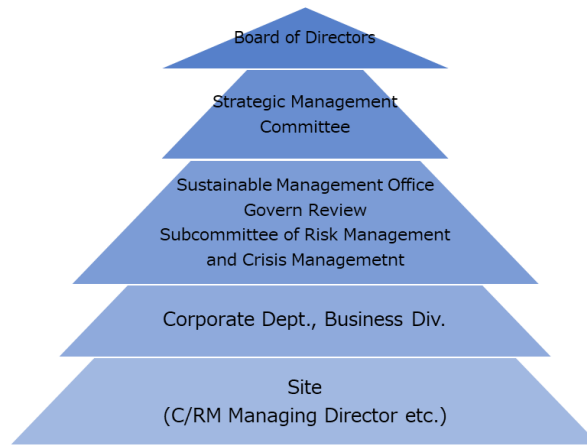 Board of Directors
Strategic Management
Committee
Sustainable Management Office
Govern Review
Subcommittee of Risk Management
and Crisis Managemetnt
Corporate Dept., Business Div.
Site
(C/RM Managing Director etc.)